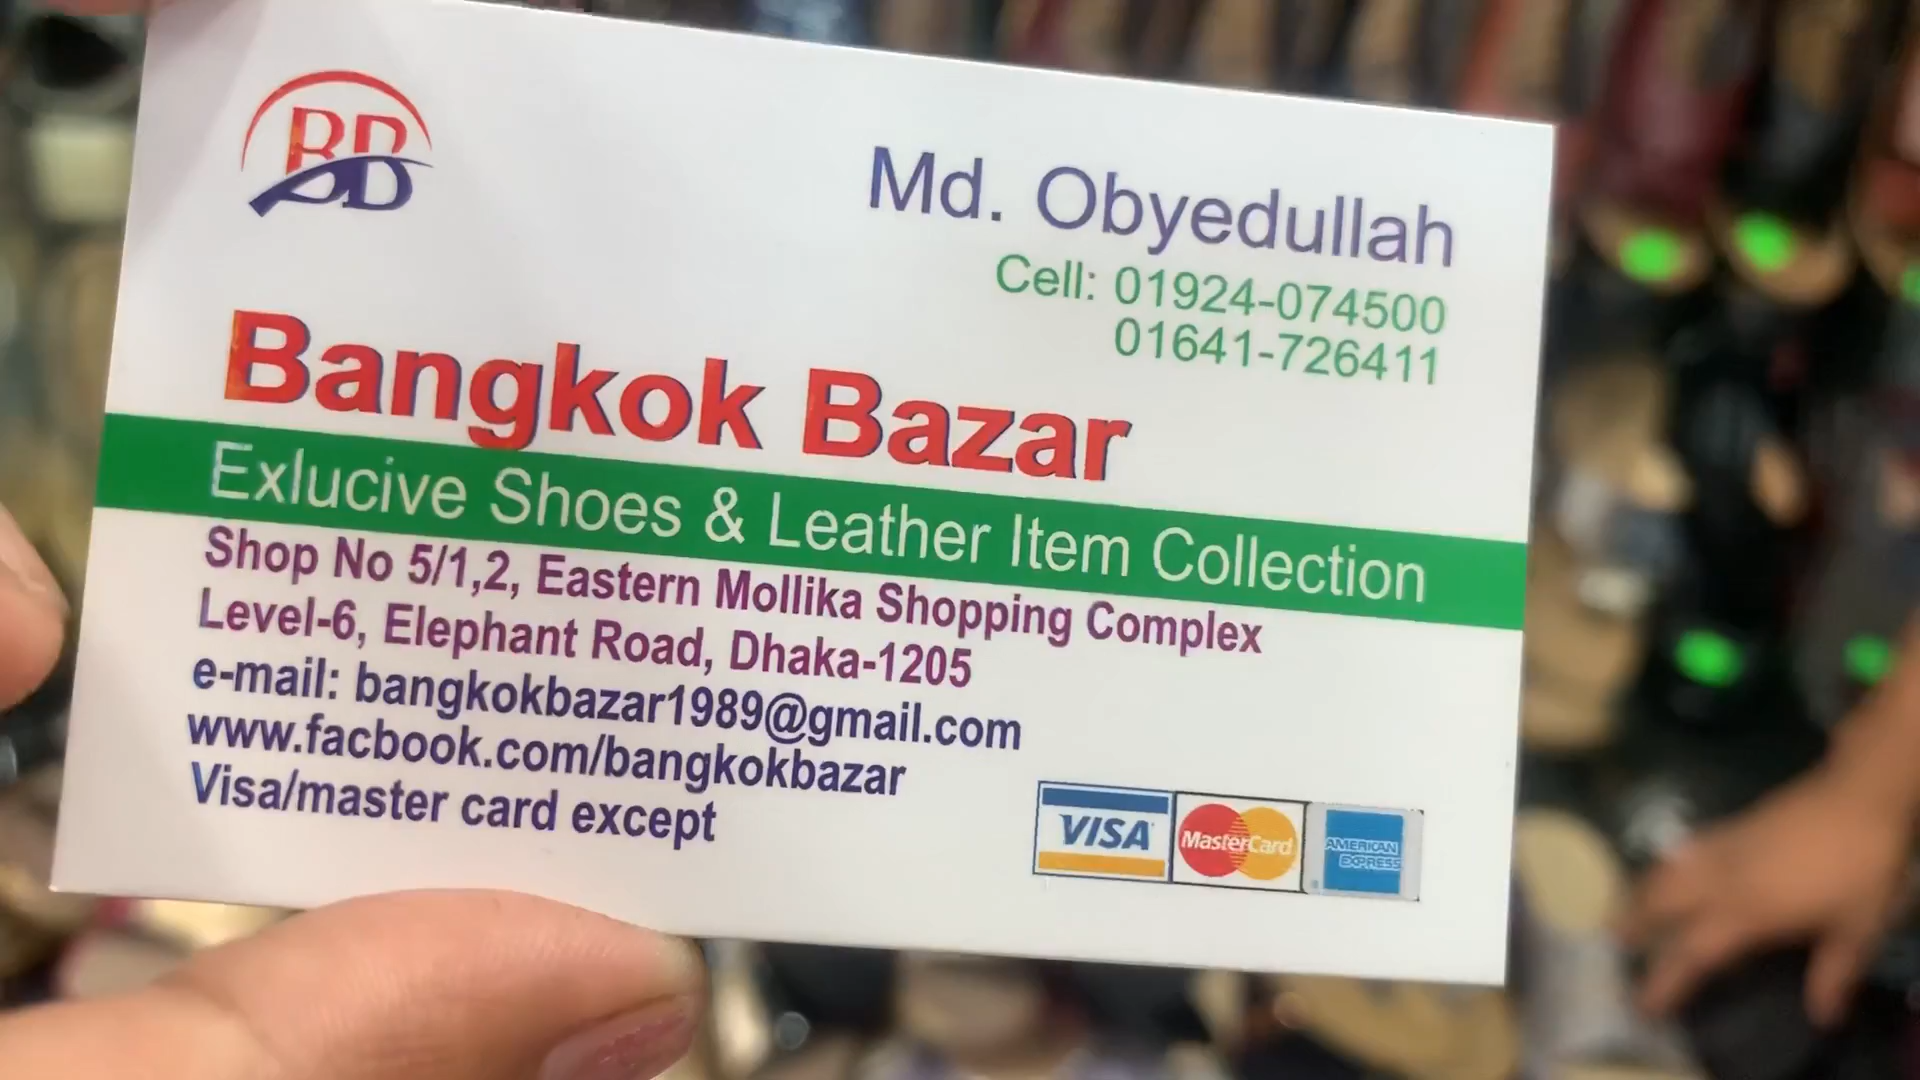 BB
Md. Obyedullah
Cell: 01924-074500
01641-726411
Bangkok Bazar
Exlucive Shoes & Leather Item Collection
Shop No 5/1,2, Eastern Mollika Shopping Complex
Level-6, Elephant Road, Dhaka-1205
e-mail: bangkokbazar1989@gmail.com
www.facbook.com/bangkokbazar
Visa/master card except
VISA
MasterCard
AMERICAN
EXPRESS